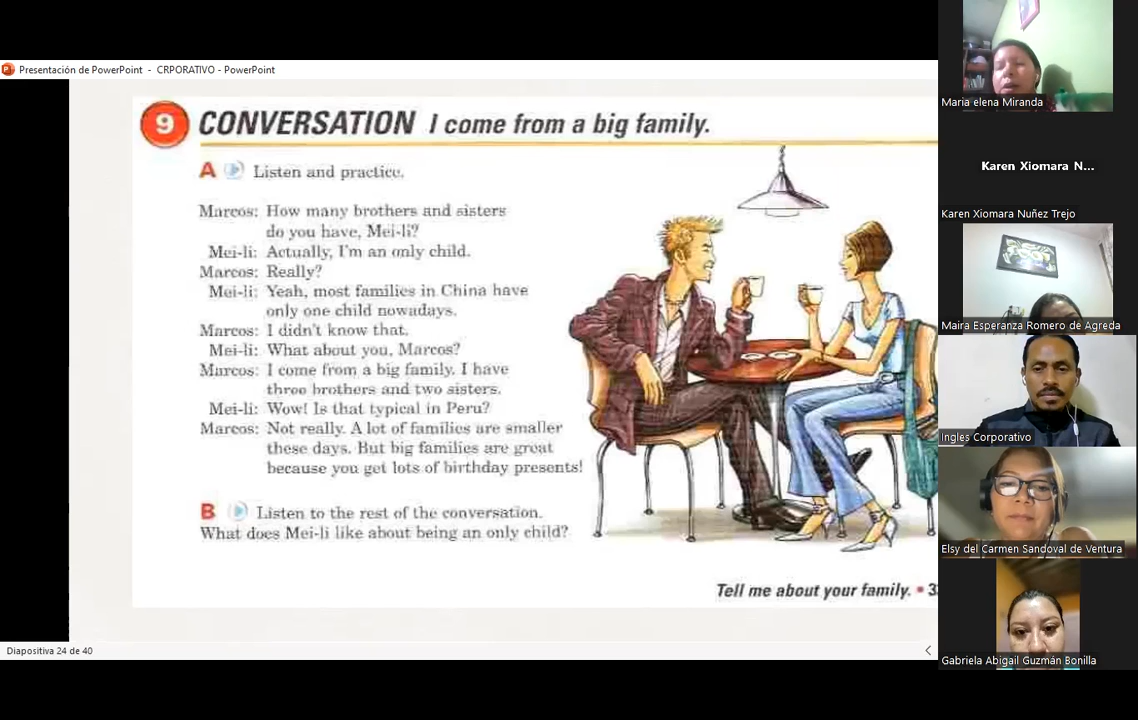 Presentación de PowerPoint - CRPORATIVO - PowerPoint
9 CONVERSATION I come from a big family.
A Listen and practice.
Marcos: How many brothers and sisters
do you have, Mei-li?
Mei-li: Actually, I'm an only child.
Marcos: Really?
Mei-li: Yeah, most families in China have
only one child nowadays.
Marcos: I didn't know that.
Mei-li: What about you, Marcos?
Marcos: I come from a big family. I have
three brothers and two sisters.
Mei-li: Wow! Is that typical in Peru?
Marcos: Not really. A lot of families are smaller
these days. But big families are great
because you get lots of birthday presents!
B Listen to the rest of the conversation.
What does Mei-li like about being an only child?
Tell me about your family. •
Diapositiva 24 de 40
Maria elena Miranda
Karen Xiomara N...
Karen Xiomara Nuñez Trejo
Maira Esperanza Romero de Agreda
Ingles Corporativo
Elsy del Carmen Sandoval de Ventura
Gabriela Abigail Guzmán Bonilla